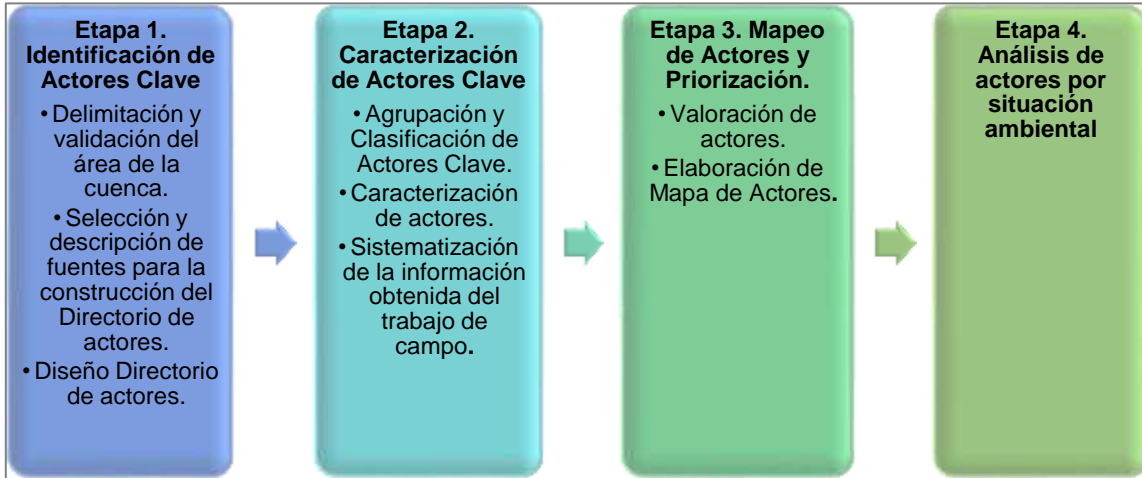 Etapa 1.
Identificación de
Actores Clave
• Delimitación y
validación del
área de la
cuenca.
• Selección y
descripción de
fuentes para la
construcción del
Directorio de
actores.
• Diseño Directorio
de actores.
Etapa 2.
Caracterización
de Actores Clave
• Agrupación y
Clasificación de
Actores Clave.
• Caracterización
de actores.
• Sistematización
de la información
obtenida del
trabajo de
campo.
Etapa 3. Mapeo
de Actores y
Priorización.
• Valoración de
actores.
• Elaboración de
Mapa de Actores.
Etapa 4.
Análisis de
actores por
situación
ambiental